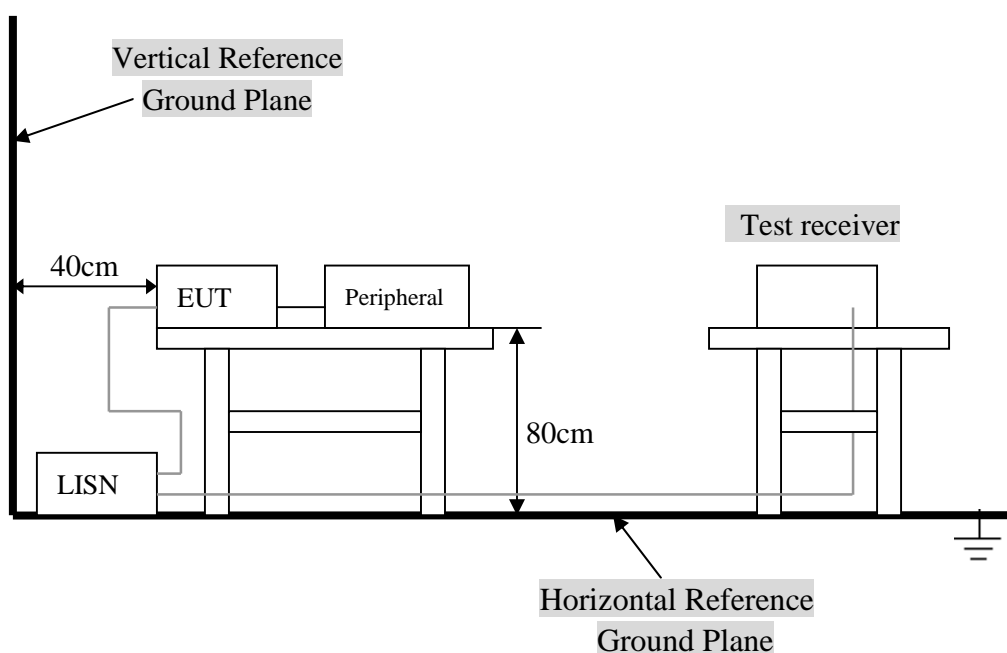 Vertical Reference
Ground Plane
Test receiver
40cm
EUT
Peripheral
80cm
LISN
Horizontal Reference
Ground Plane